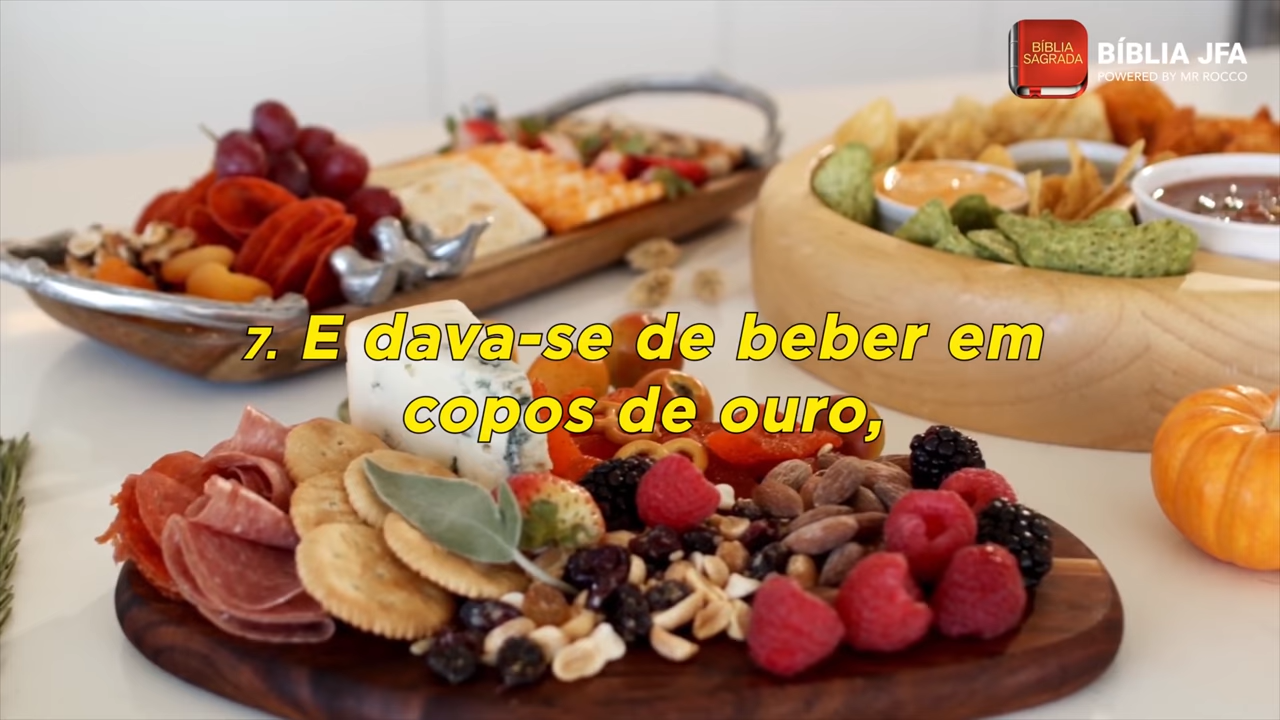 BÍBLIA
SAGRADA
BÍBLIA JFA
POWERED BY MR ROCCO
7. E dava-se de beber em
copos de ouro,